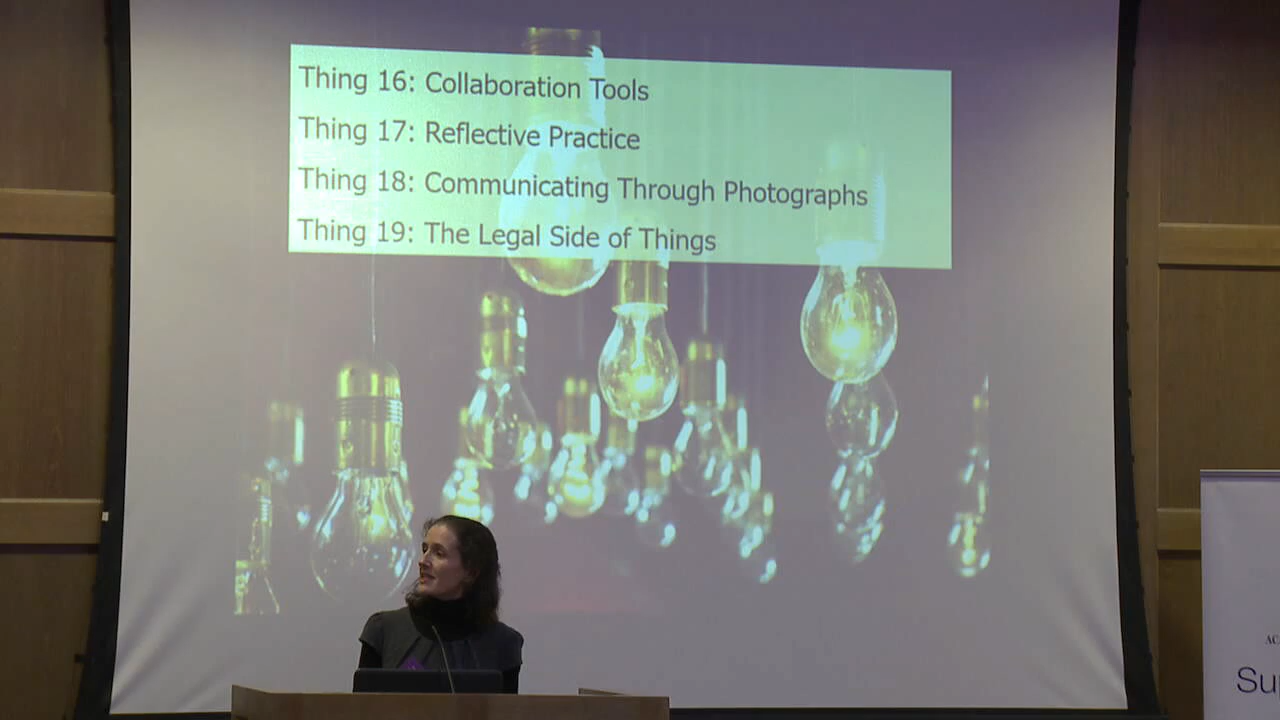 Thing 16: Collaboration Tools
Thing 17: Reflective Practice
Thing 18: Communicating Through Photographs
Thing 19: The Legal Side of Things